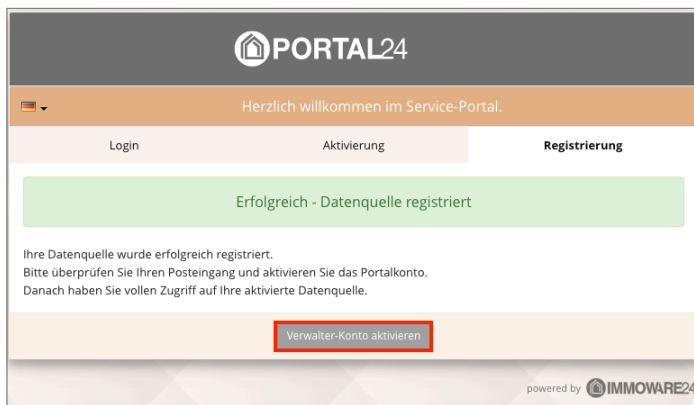 PORTAL24
Herzlich willkommen im Service-Portal.
Login
Aktivierung
Registrierung
Erfolgreich - Datenquelle registriert
Ihre Datenquelle wurde erfolgreich registriert.
Bitte überprüfen Sie Ihren Posteingang und aktivieren Sie das Portalkonto.
Danach haben Sie vollen Zugriff auf Ihre aktivierte Datenquelle.
Verwalter-Konto aktivieren
powered by IMMOWARE24